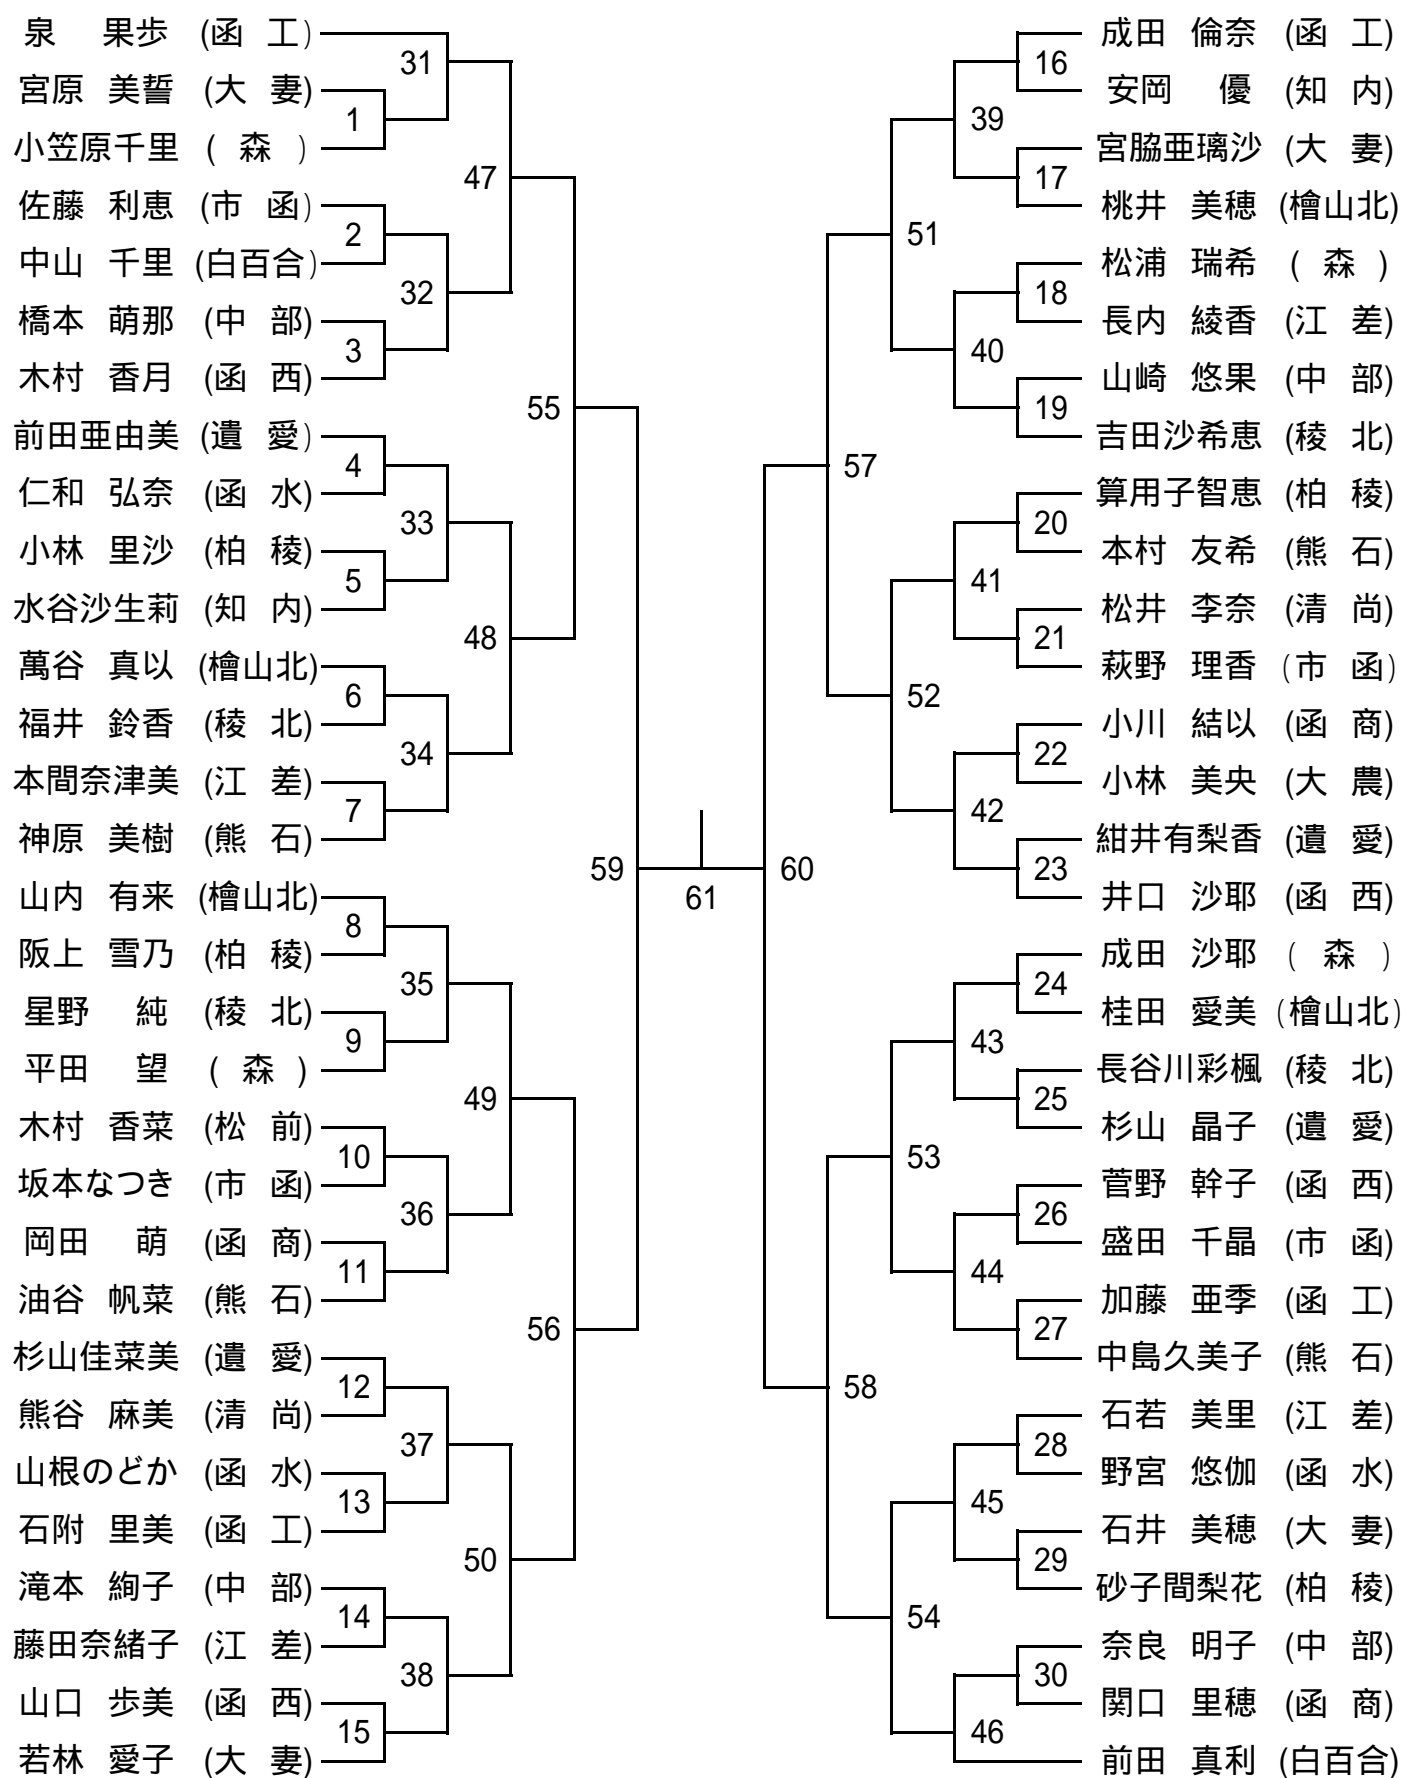 泉 果歩 (函 工)
宮原 美誓 (大 妻)
小笠原千里 ( 森 )
佐藤 利恵 (市 函)
中山 千里 (白百合)
橋本 萌那 (中 部)
木村 香月 (函 西)
前田亜由美 (遺 愛)
仁和 弘奈 (函 水)
小林 里沙 (柏 稜)
水谷沙生莉 (知 内)
萬谷 真以 (檜山北)
福井 鈴香 (稜 北)
本間奈津美 (江 差)
神原 美樹 (熊 石)
山内 有来 (檜山北)
阪上 雪乃 (柏 稜)
星野 純 (稜 北)
平田 望 ( 森 )
木村 香菜 (松 前)
坂本なつき (市 函)
岡田 萌 (函 商)
油谷 帆菜 (熊 石)
杉山佳菜美 (遺 愛)
熊谷 麻美 (清 尚)
山根のどか (函 水)
石附 里美 (函 工)
滝本 絢子 (中 部)
藤田奈緒子 (江 差)
山口 歩美 (函 西)
若林 愛子 (大 妻)
1
2
3
4
5
6
7
8
9
10
11
12
13
14
15
31
32
33
34
35
36
37
38
47
48
49
50
55
56
59
61
60
57
58
51
52
53
54
39
40
41
42
43
44
45
46
16
17
18
19
20
21
22
23
24
25
26
27
28
29
30
成田 倫奈 (函 工)
安岡 優 (知 内)
宮脇亜璃沙 (大 妻)
桃井 美穂 (檜山北)
松浦 瑞希 ( 森 )
長内 綾香 (江 差)
山崎 悠果 (中 部)
吉田沙希恵 (稜 北)
算用子智恵 (柏 稜)
本村 友希 (熊 石)
松井 李奈 (清 尚)
萩野 理香 (市 函)
小川 結以 (函 商)
小林 美央 (大 農)
紺井有梨香 (遺 愛)
井口 沙耶 (函 西)
成田 沙耶 ( 森 )
桂田 愛美 (檜山北)
長谷川彩楓 (稜 北)
杉山 晶子 (遺 愛)
菅野 幹子 (函 西)
盛田 千晶 (市 函)
加藤 亜季 (函 工)
中島久美子 (熊 石)
石若 美里 (江 差)
野宮 悠伽 (函 水)
石井 美穂 (大 妻)
砂子間梨花 (柏 稜)
奈良 明子 (中 部)
関口 里穂 (函 商)
前田 真利 (白百合)